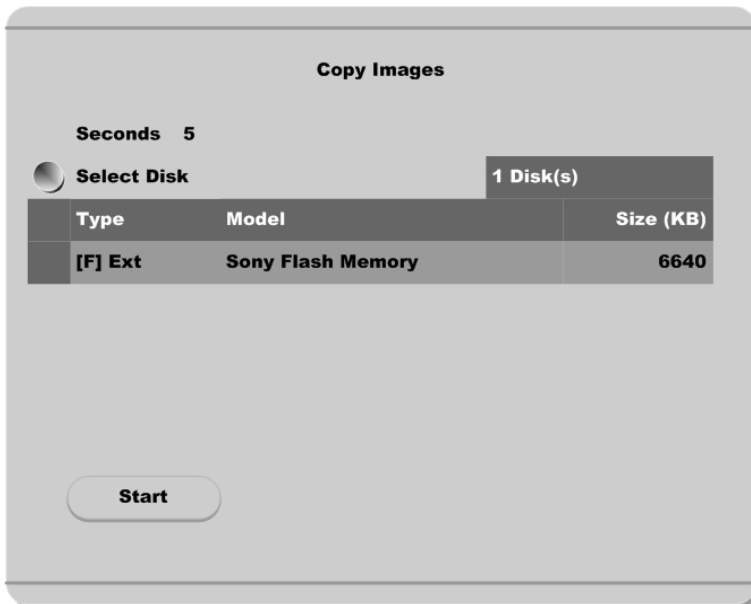 Copy Images
Seconds 5
Select Disk 1 Disk(s)
Type Model Size (KB)
[F] Ext Sony Flash Memory 6640
Start